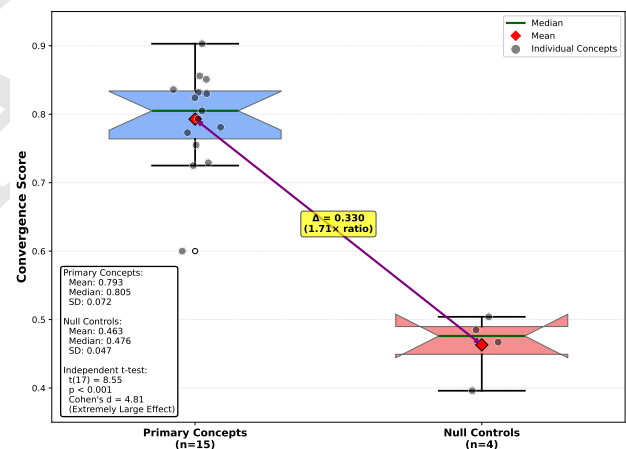 Median
Mean
Individual Concepts
Convergence Score
0.9
0.8
0.7
0.6
0.5
0.4
Δ = 0.330
(1.71× ratio)
Primary Concepts:
Mean: 0.793
Median: 0.805
SD: 0.072
Null Controls:
Mean: 0.463
Median: 0.476
SD: 0.047
Independent t-test:
t(17) = 8.55
p < 0.001
Cohen's d = 4.81
(Extremely Large Effect)
Primary Concepts
(n=15)
Null Controls
(n=4)